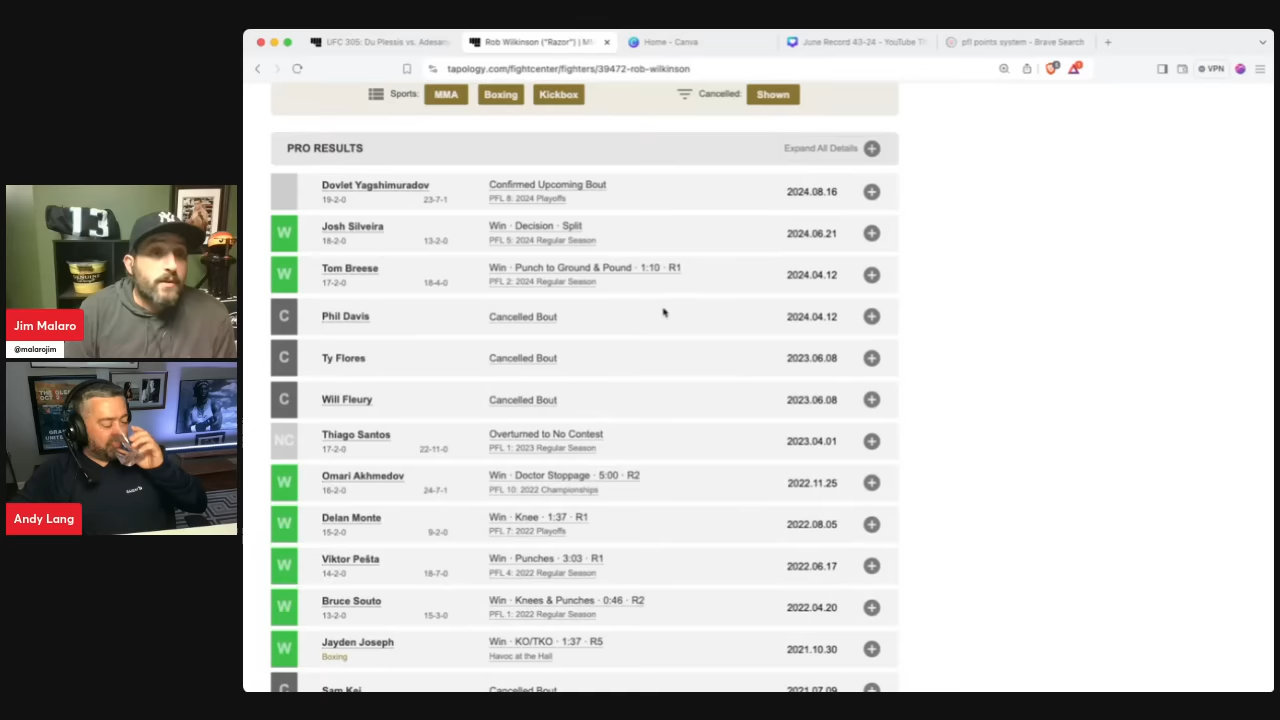 UFC 305: Du Plessis vs. Adesan
Rob Wilkinson ("Razor") | MM
Home - Canva
June Record 43-24 - YouTube T
pfl points system - Brave Search
tapology.com/fightcenter/fighters/39472-rob-wilkinson
VPN
Sports:
MMA
Boxing
Kickbox
Cancelled:
Shown
PRO RESULTS
Expand All Details
Dovlet Yagshimuradov Confirmed Upcoming Bout 2024.08.16
19-2-0 23-7-1 PFL 8: 2024 Playoffs
W Josh Silveira Win · Decision · Split 2024.06.21
18-2-0 13-2-0 PFL 5: 2024 Regular Season
W Tom Breese Win · Punch to Ground & Pound · 1:10 · R1 2024.04.12
17-2-0 18-4-0 PFL 2: 2024 Regular Season
C Phil Davis Cancelled Bout 2024.04.12
C Ty Flores Cancelled Bout 2023.06.08
C Will Fleury Cancelled Bout 2023.06.08
NC Thiago Santos Overturned to No Contest 2023.04.01
17-2-0 22-11-0 PFL 1: 2023 Regular Season
W Omari Akhmedov Win · Doctor Stoppage · 5:00 · R2 2022.11.25
16-2-0 24-7-1 PFL 10: 2022 Championships
W Delan Monte Win · Knee · 1:37 · R1 2022.08.05
15-2-0 9-2-0 PFL 7: 2022 Playoffs
W Viktor Pešta Win · Punches · 3:03 · R1 2022.06.17
14-2-0 18-7-0 PFL 4: 2022 Regular Season
W Bruce Souto Win · Knees & Punches · 0:46 · R2 2022.04.20
13-2-0 15-3-0 PFL 1: 2022 Regular Season
W Jayden Joseph Win · KO/TKO · 1:37 · R5 2021.10.30
Boxing Havoc at the Hall
C Sam Kei Cancelled Bout 2021.07.09
13
GENUINE
Jim Malaro
@malarojim
Andy Lang